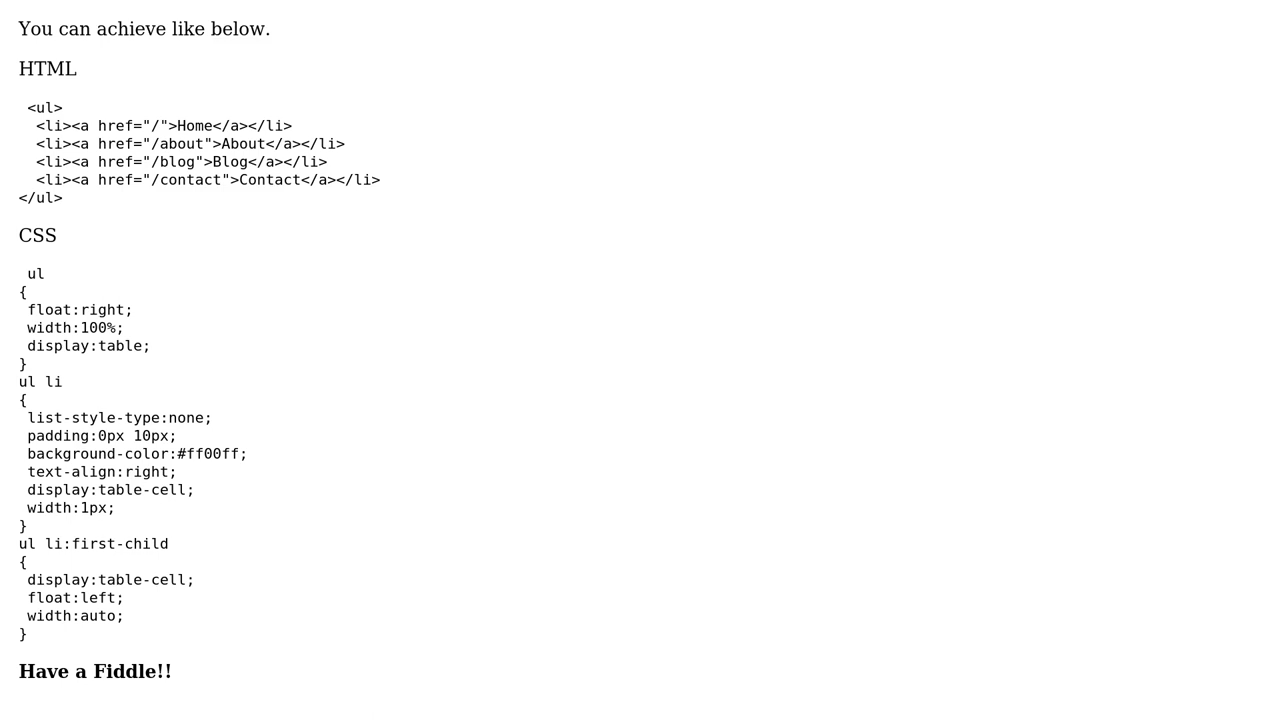 You can achieve like below.
HTML
 <ul>
  <li><a href="/">Home</a></li>
  <li><a href="/about">About</a></li>
  <li><a href="/blog">Blog</a></li>
  <li><a href="/contact">Contact</a></li>
</ul>
CSS
 ul
{
 float:right;
 width:100%;
 display:table;
}
ul li
{
 list-style-type:none;
 padding:0px 10px;
 background-color:#ff00ff;
 text-align:right;
 display:table-cell;
 width:1px;
}
ul li:first-child
{
 display:table-cell;
 float:left;
 width:auto;
}
Have a Fiddle!!